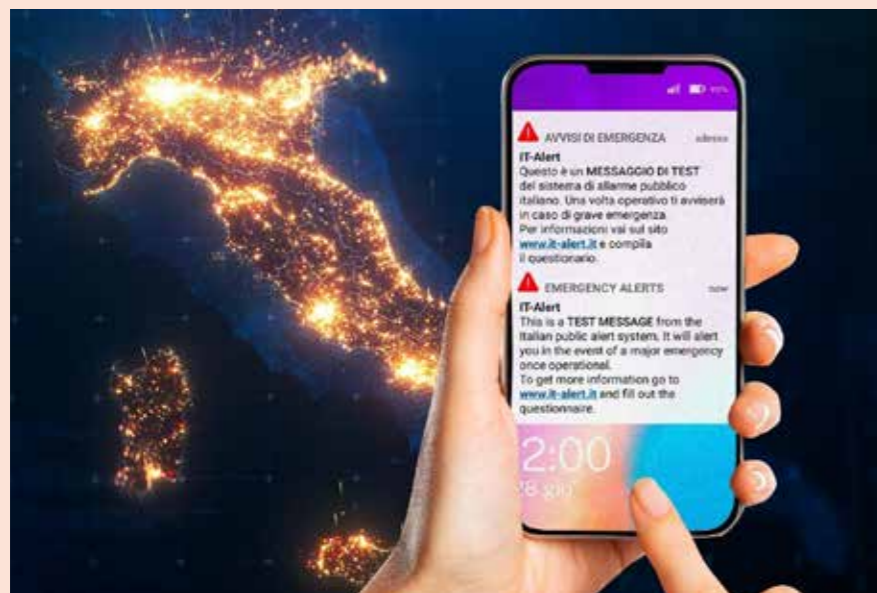 AVVISI DI EMERGENZA adesso
IT-Alert
Questo è un MESSAGGIO DI TEST
del sistema di allarme pubblico
italiano. Una volta operativo ti avviserà
in caso di grave emergenza.
Per informazioni vai sul sito
www.it-alert.it e compila
il questionario.
EMERGENCY ALERTS now
IT-Alert
This is a TEST MESSAGE from the
Italian public alert system. It will alert
you in the event of a major emergency
once operational.
To get more information go to
www.it-alert.it and fill out the
questionnaire.
2:00
28 giu